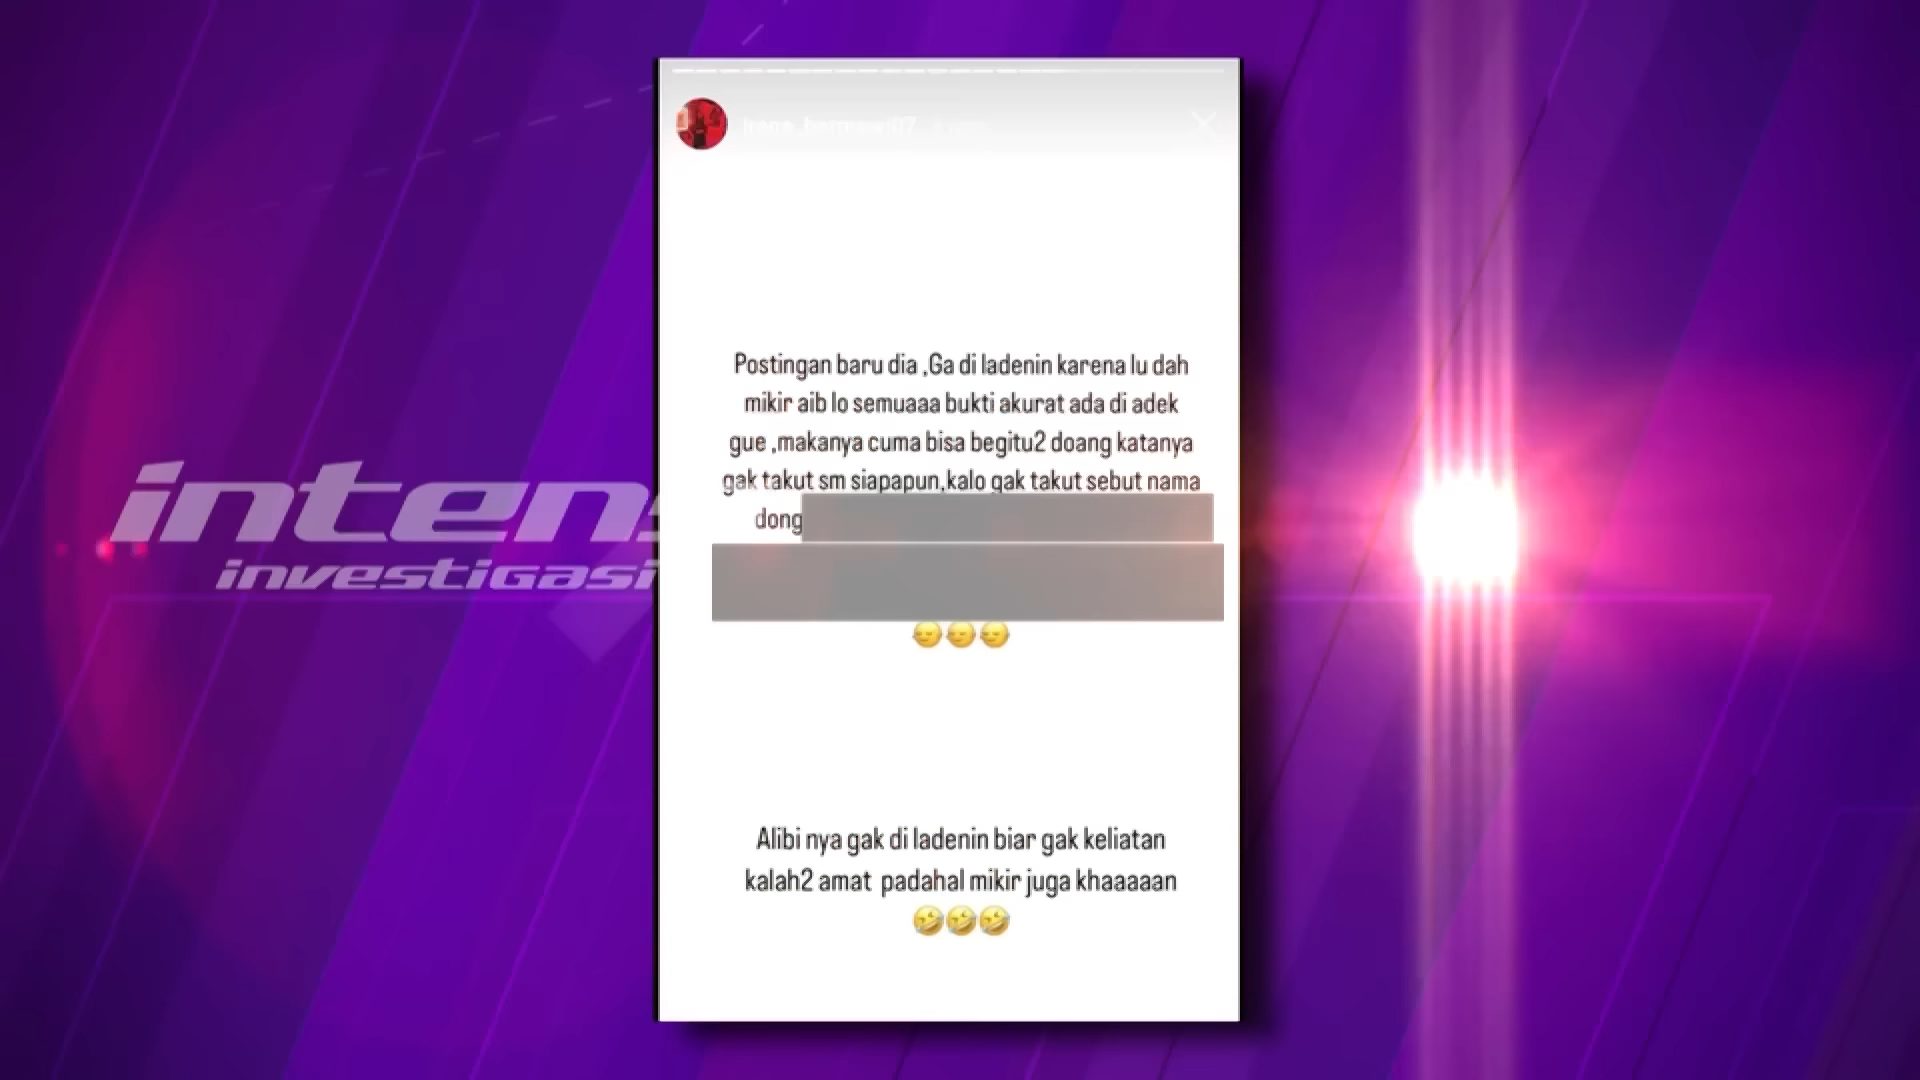 intens
investigasi
Postingan baru dia ,Ga di ladenin karena lu dah
mikir aib lo semuaaa bukti akurat ada di adek
gue ,makanya cuma bisa begitu2 doang katanya
gak takut sm siapapun,kalo gak takut sebut nama
dong
😏😏😏
Alibi nya gak di ladenin biar gak keliatan
kalah2 amat padahal mikir juga khaaaaan
🤣🤣🤣